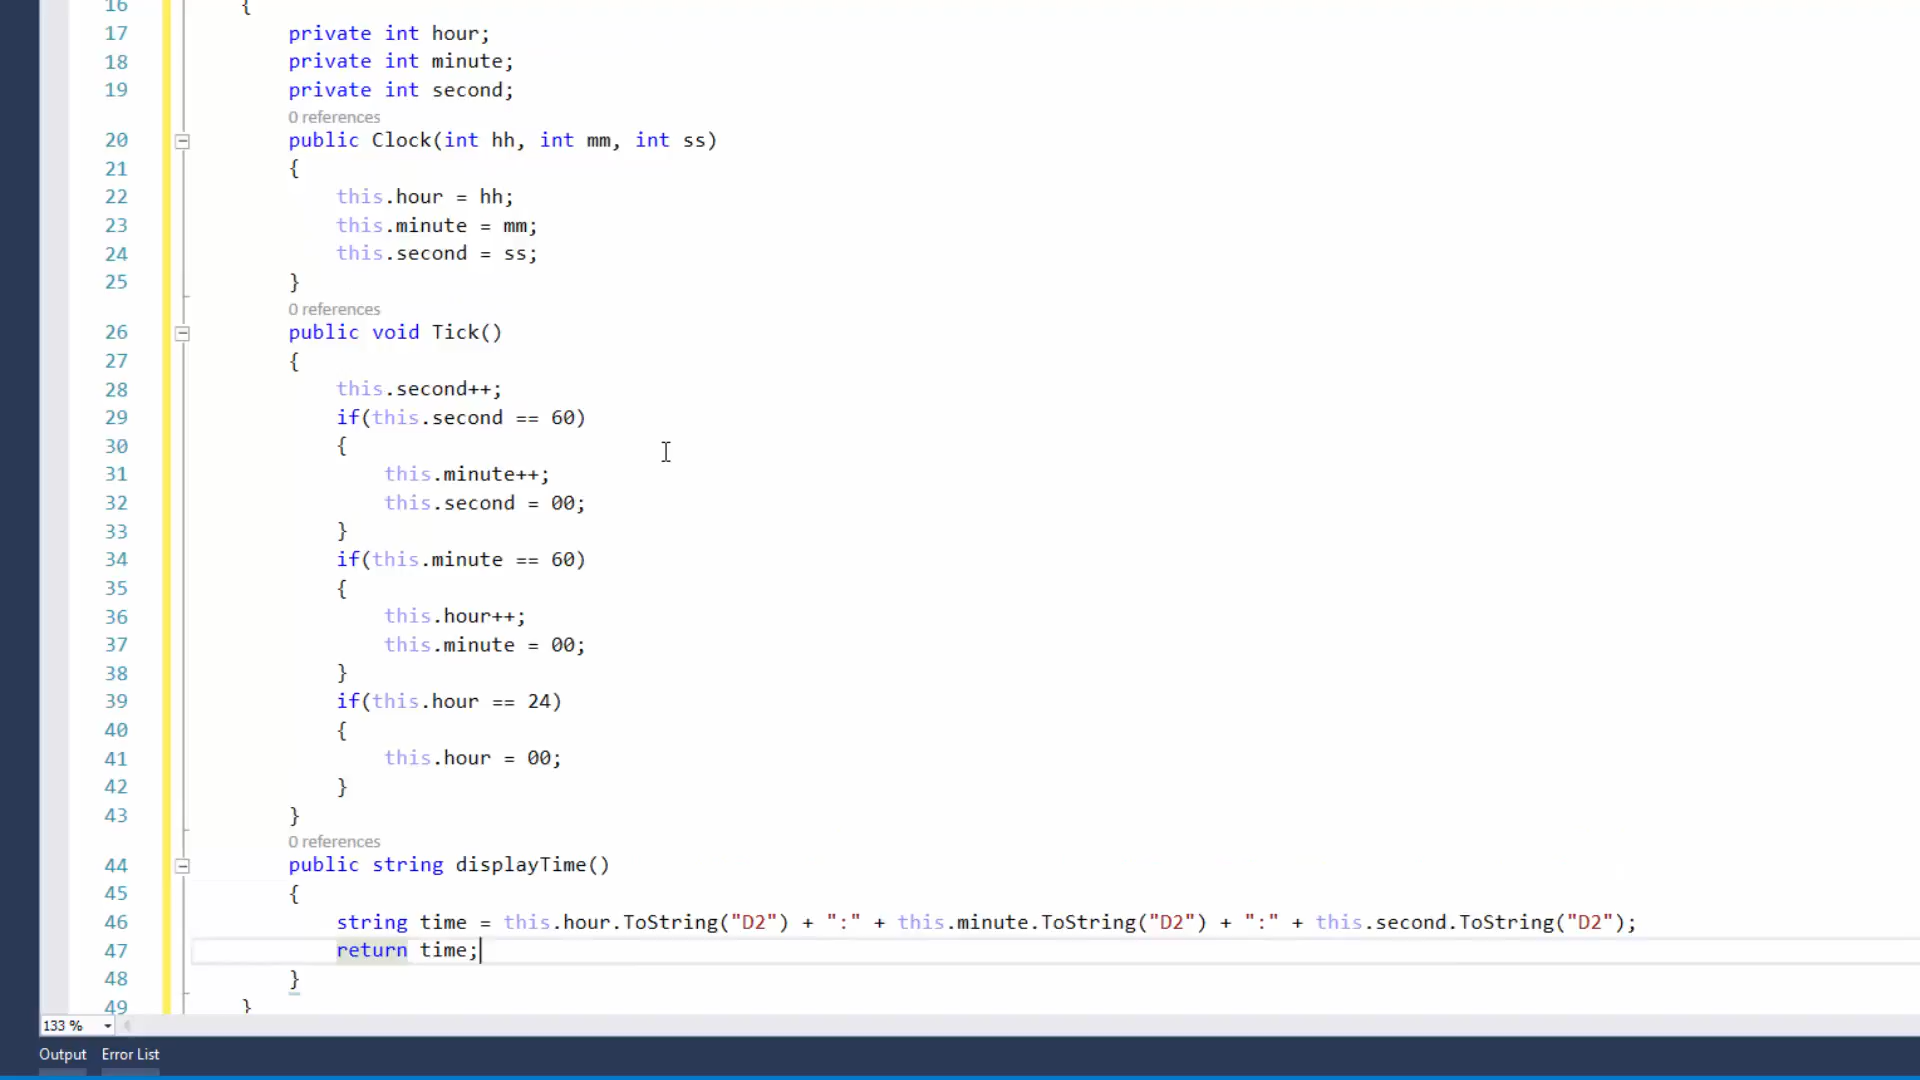 16 {
17 private int hour;
18 private int minute;
19 private int second;
0 references
20 public Clock(int hh, int mm, int ss)
21 {
22 this.hour = hh;
23 this.minute = mm;
24 this.second = ss;
25 }
0 references
26 public void Tick()
27 {
28 this.second++;
29 if(this.second == 60)
30 {
31 this.minute++;
32 this.second = 00;
33 }
34 if(this.minute == 60)
35 {
36 this.hour++;
37 this.minute = 00;
38 }
39 if(this.hour == 24)
40 {
41 this.hour = 00;
42 }
43 }
0 references
44 public string displayTime()
45 {
46 string time = this.hour.ToString("D2") + ":" + this.minute.ToString("D2") + ":" + this.second.ToString("D2");
47 return time;
48 }
49 }
133 %
Output Error List